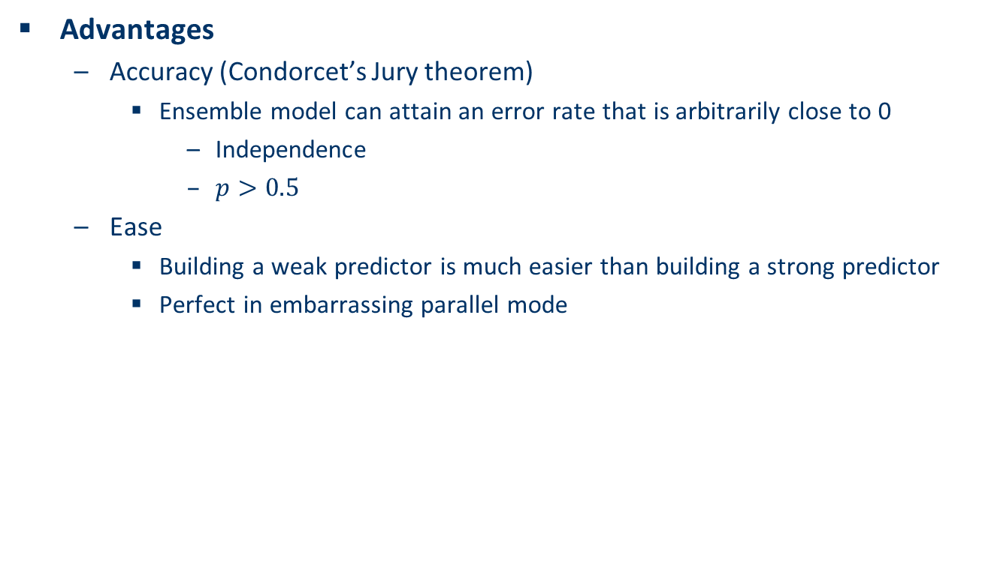 ▪ Advantages
– Accuracy (Condorcet’s Jury theorem)
▪ Ensemble model can attain an error rate that is arbitrarily close to 0
– Independence
– p > 0.5
– Ease
▪ Building a weak predictor is much easier than building a strong predictor
▪ Perfect in embarrassing parallel mode